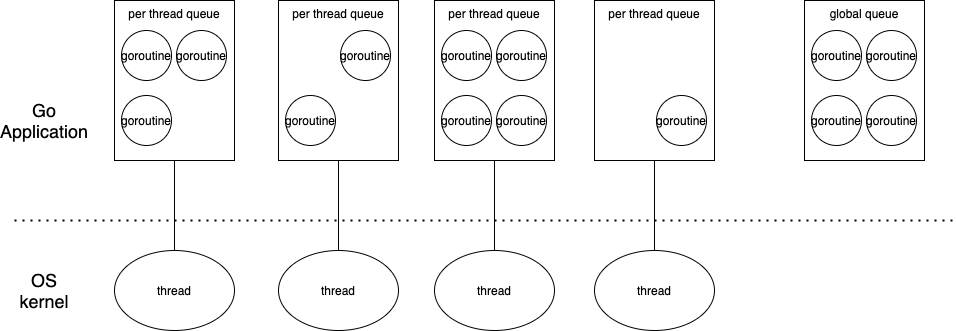 per thread queue
per thread queue
per thread queue
per thread queue
global queue
goroutine goroutine
goroutine
goroutine goroutine
goroutine goroutine
Go
Application
goroutine
goroutine
goroutine goroutine
goroutine
goroutine goroutine
OS
kernel
thread
thread
thread
thread